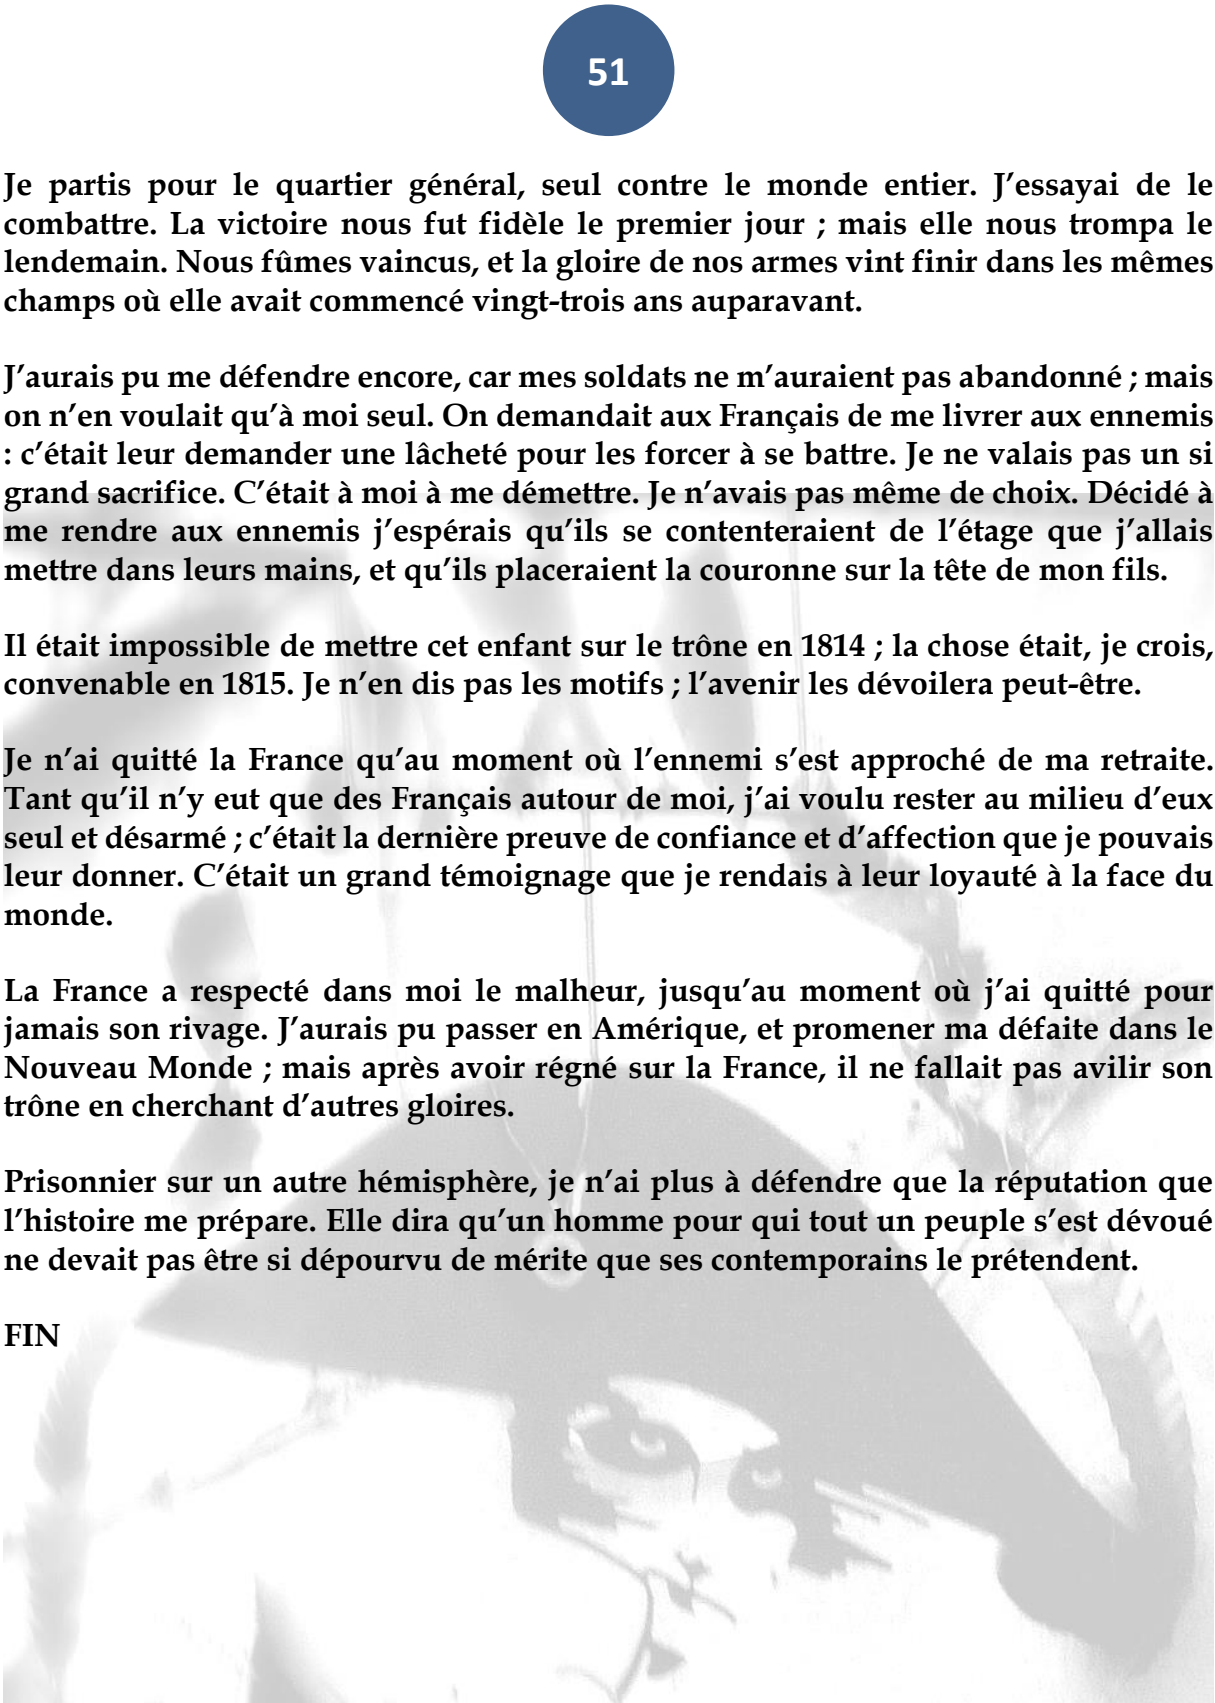 51
Je partis pour le quartier général, seul contre le monde entier. J’essayai de le
combattre. La victoire nous fut fidèle le premier jour ; mais elle nous trompa le
lendemain. Nous fûmes vaincus, et la gloire de nos armes vint finir dans les mêmes
champs où elle avait commencé vingt-trois ans auparavant.
J’aurais pu me défendre encore, car mes soldats ne m’auraient pas abandonné ; mais
on n’en voulait qu’à moi seul. On demandait aux Français de me livrer aux ennemis
: c’était leur demander une lâcheté pour les forcer à se battre. Je ne valais pas un si
grand sacrifice. C’était à moi à me démettre. Je n’avais pas même de choix. Décidé à
me rendre aux ennemis j’espérais qu’ils se contenteraient de l’étage que j’allais
mettre dans leurs mains, et qu’ils placeraient la couronne sur la tête de mon fils.
Il était impossible de mettre cet enfant sur le trône en 1814 ; la chose était, je crois,
convenable en 1815. Je n’en dis pas les motifs ; l’avenir les dévoilera peut-être.
Je n’ai quitté la France qu’au moment où l’ennemi s’est approché de ma retraite.
Tant qu’il n’y eut que des Français autour de moi, j’ai voulu rester au milieu d’eux
seul et désarmé ; c’était la dernière preuve de confiance et d’affection que je pouvais
leur donner. C’était un grand témoignage que je rendais à leur loyauté à la face du
monde.
La France a respecté dans moi le malheur, jusqu’au moment où j’ai quitté pour
jamais son rivage. J’aurais pu passer en Amérique, et promener ma défaite dans le
Nouveau Monde ; mais après avoir régné sur la France, il ne fallait pas avilir son
trône en cherchant d’autres gloires.
Prisonnier sur un autre hémisphère, je n’ai plus à défendre que la réputation que
l’histoire me prépare. Elle dira qu’un homme pour qui tout un peuple s’est dévoué
ne devait pas être si dépourvu de mérite que ses contemporains le prétendent.
FIN